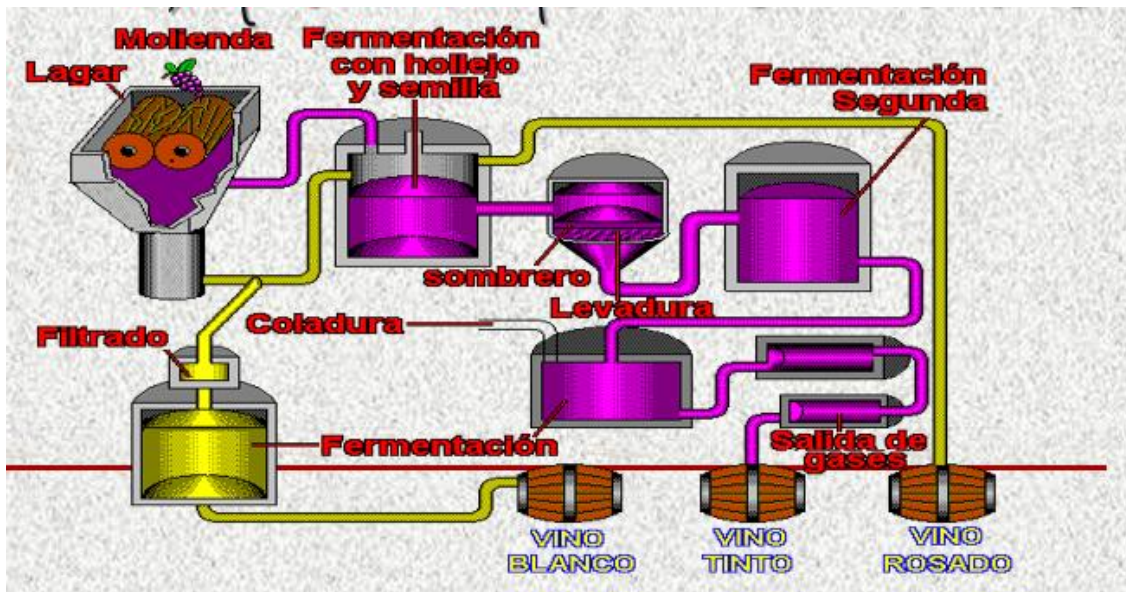 Molienda
Lagar
Fermentación
con hollejo
y semilla
Fermentación
Segunda
sombrero
Levadura
Coladura
Filtrado
Fermentación
Salida de
gases
VINO
BLANCO
VINO
TINTO
VINO
ROSADO